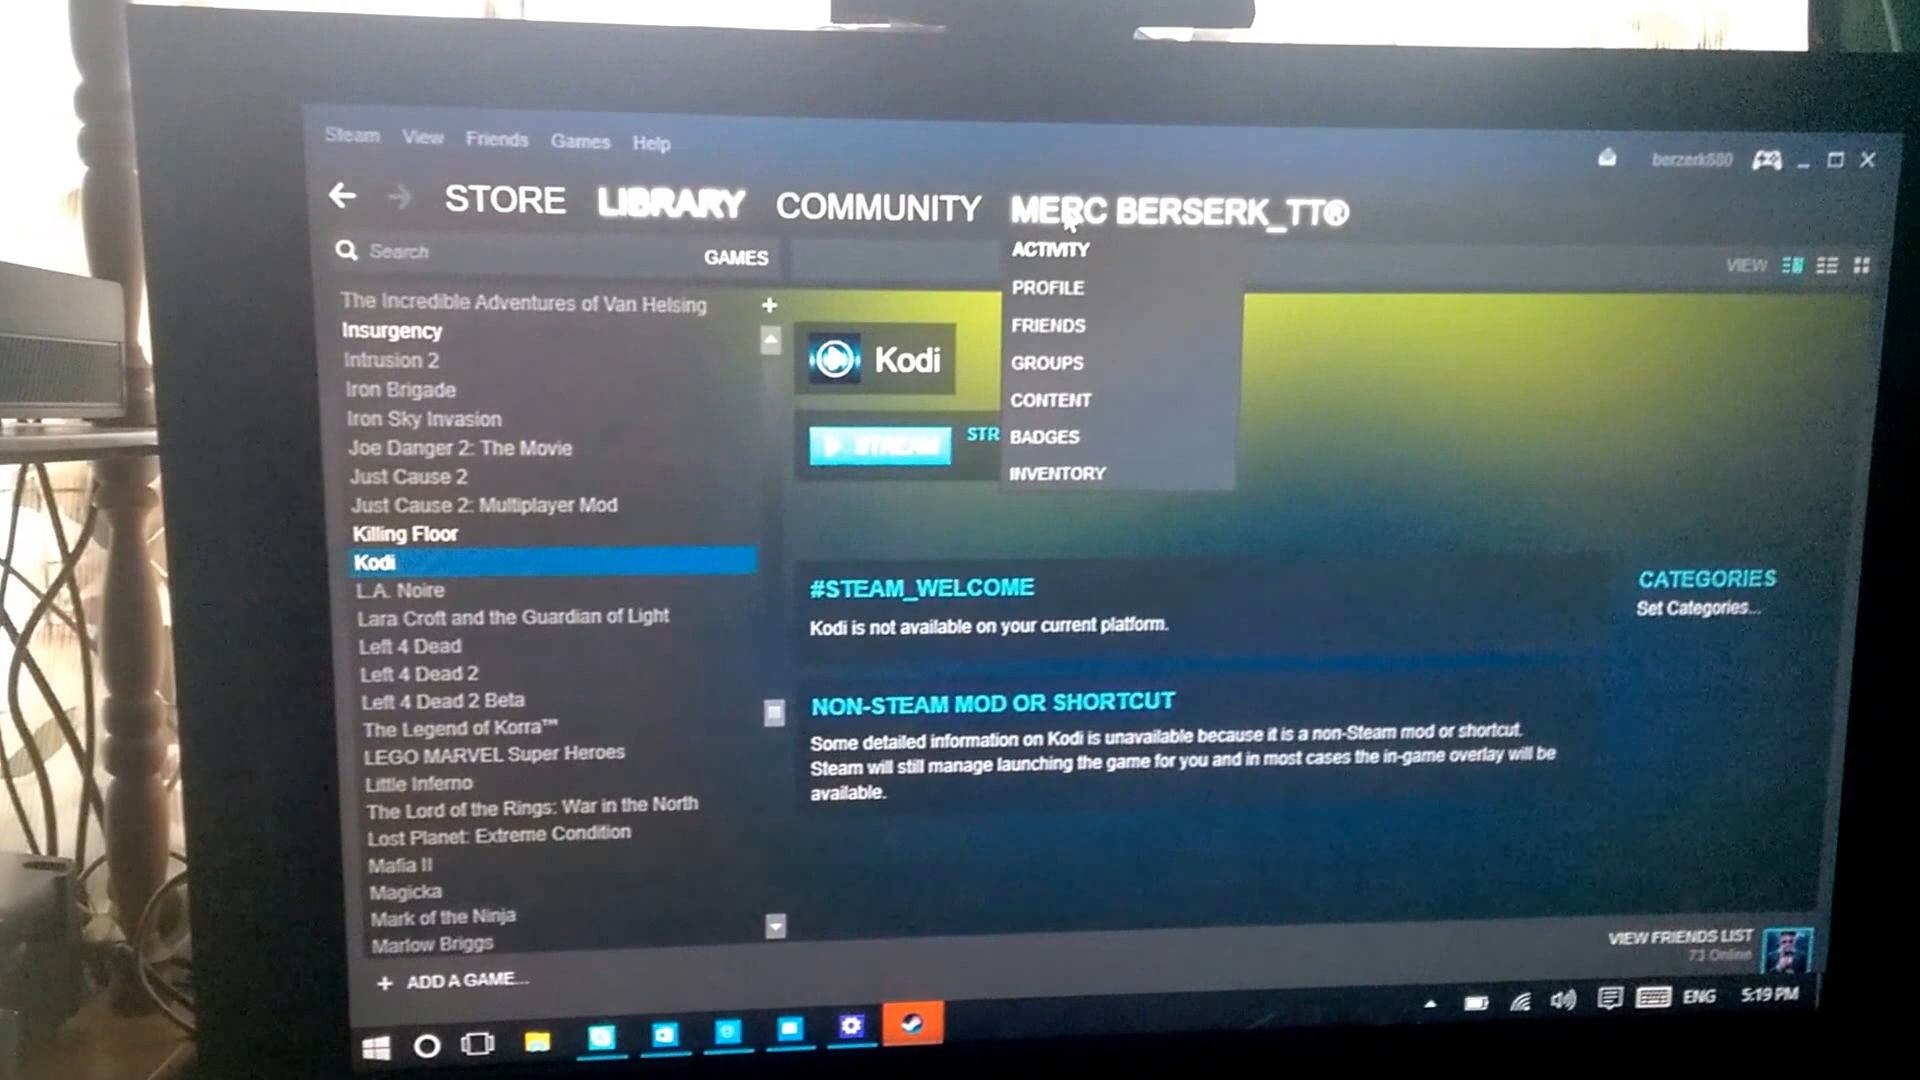 Steam View Friends Games Help
berzerk580
STORE LIBRARY COMMUNITY MERC BERSERK_TT®
Search GAMES
VIEW
ACTIVITY
PROFILE
FRIENDS
GROUPS
CONTENT
BADGES
INVENTORY
The Incredible Adventures of Van Helsing
Insurgency
Intrusion 2
Iron Brigade
Iron Sky Invasion
Joe Danger 2: The Movie
Just Cause 2
Just Cause 2: Multiplayer Mod
Killing Floor
Kodi
L.A. Noire
Lara Croft and the Guardian of Light
Left 4 Dead
Left 4 Dead 2
Left 4 Dead 2 Beta
The Legend of Korra™
LEGO MARVEL Super Heroes
Little Inferno
The Lord of the Rings: War in the North
Lost Planet: Extreme Condition
Mafia II
Magicka
Mark of the Ninja
Marlow Briggs
+ ADD A GAME...
Kodi
STREAM STR
#STEAM_WELCOME
Kodi is not available on your current platform.
NON-STEAM MOD OR SHORTCUT
Some detailed information on Kodi is unavailable because it is a non-Steam mod or shortcut.
Steam will still manage launching the game for you and in most cases the in-game overlay will be
available.
CATEGORIES
Set Categories...
VIEW FRIENDS LIST
73 Online
ENG 5:19 PM